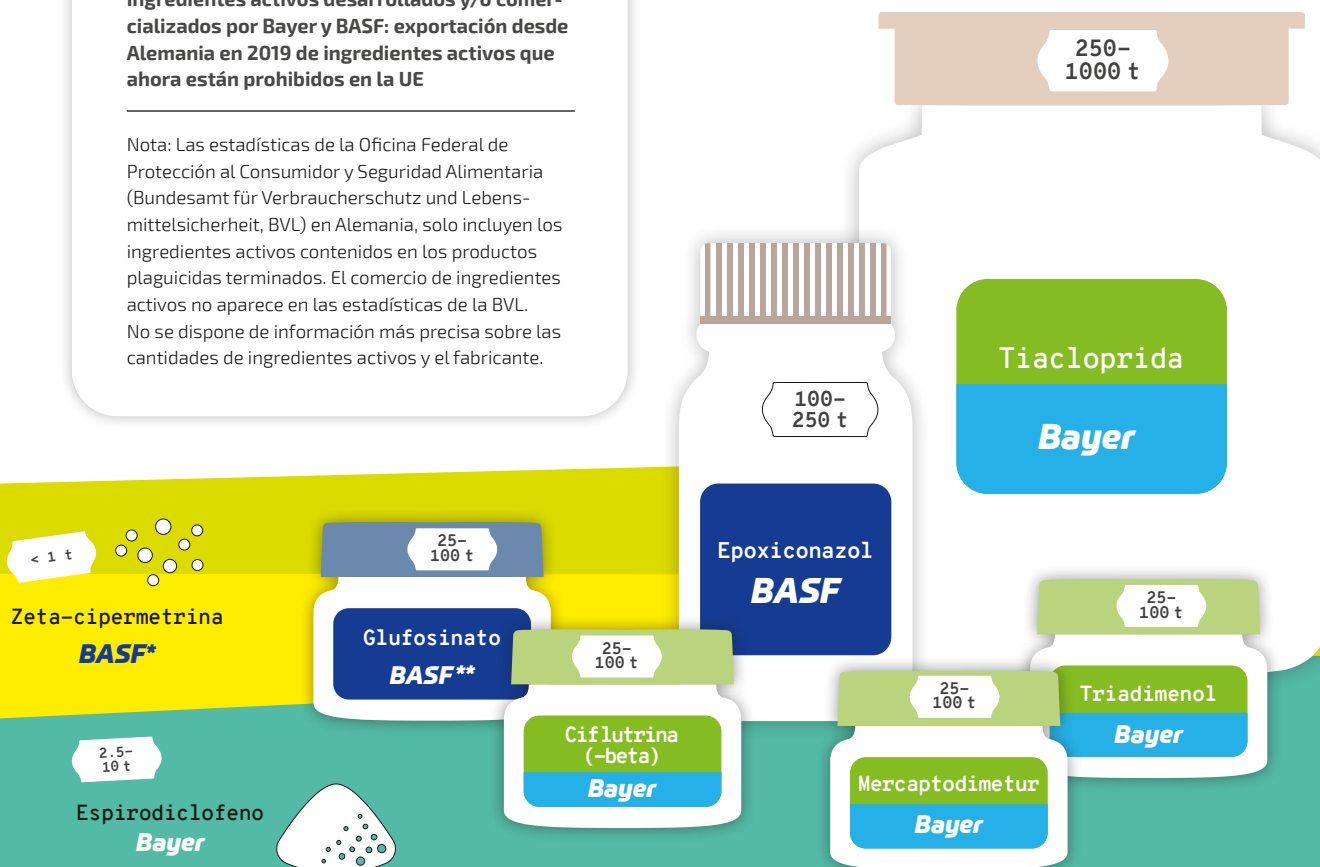 ingredientes activos desarrollados y/o comer-
cializados por Bayer y BASF: exportación desde
Alemania en 2019 de ingredientes activos que
ahora están prohibidos en la UE
Nota: Las estadísticas de la Oficina Federal de
Protección al Consumidor y Seguridad Alimentaria
(Bundesamt für Verbraucherschutz und Lebens-
mittelsicherheit, BVL) en Alemania, solo incluyen los
ingredientes activos contenidos en los productos
plaguicidas terminados. El comercio de ingredientes
activos no aparece en las estadísticas de la BVL.
No se dispone de información más precisa sobre las
cantidades de ingredientes activos y el fabricante.
250–
1000 t
Tiacloprida
Bayer
100–
250 t
Epoxiconazol
BASF
< 1 t
Zeta-cipermetrina
BASF*
25–
100 t
Glufosinato
BASF**
25–
100 t
Ciflutrina
(-beta)
Bayer
25–
100 t
Triadimenol
Bayer
25–
100 t
Mercaptodimetur
Bayer
2.5–
10 t
Espirodiclofeno
Bayer